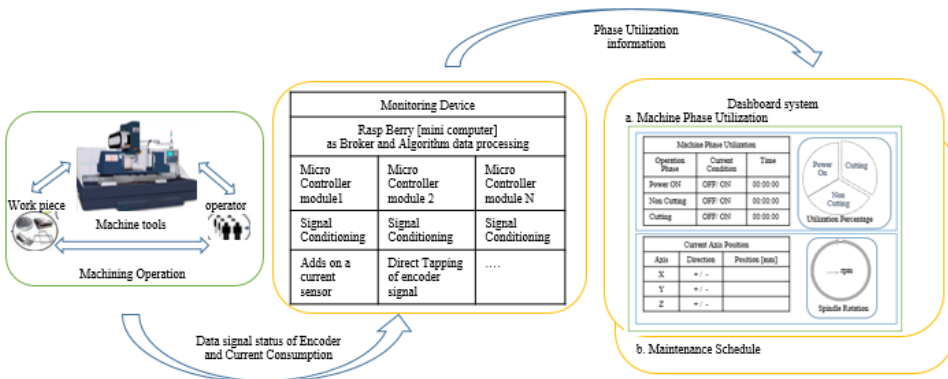 Phase Utilization
information
Work piece
Machine tools
operator
Machining Operation
Data signal status of Encoder
and Current Consumption
Monitoring Device
Rasp Berry [mini computer]
as Broker and Algorithm data processing
Micro
Controller
module1
Micro
Controller
module 2
Micro
Controller
module N
Signal
Conditioning
Signal
Conditioning
Signal
Conditioning
Adds on a
current
sensor
Direct Tapping
of encoder
signal
....
Dashboard system
a. Machine Phase Utilization
Machine Phase Utilization
Operation
Phase
Current
Condition
Time
Power ON
OFF/ ON
00:00:00
Non Cutting
OFF/ ON
00:00:00
Cutting
OFF/ ON
00:00:00
Power
On
Cutting
Non
Cutting
Utilization Percentage
Current Axis Position
Axis
Direction
Position [mm]
X
+ / -
Y
+ / -
Z
+ / -
..... rpm
Spindle Rotation
b. Maintenance Schedule